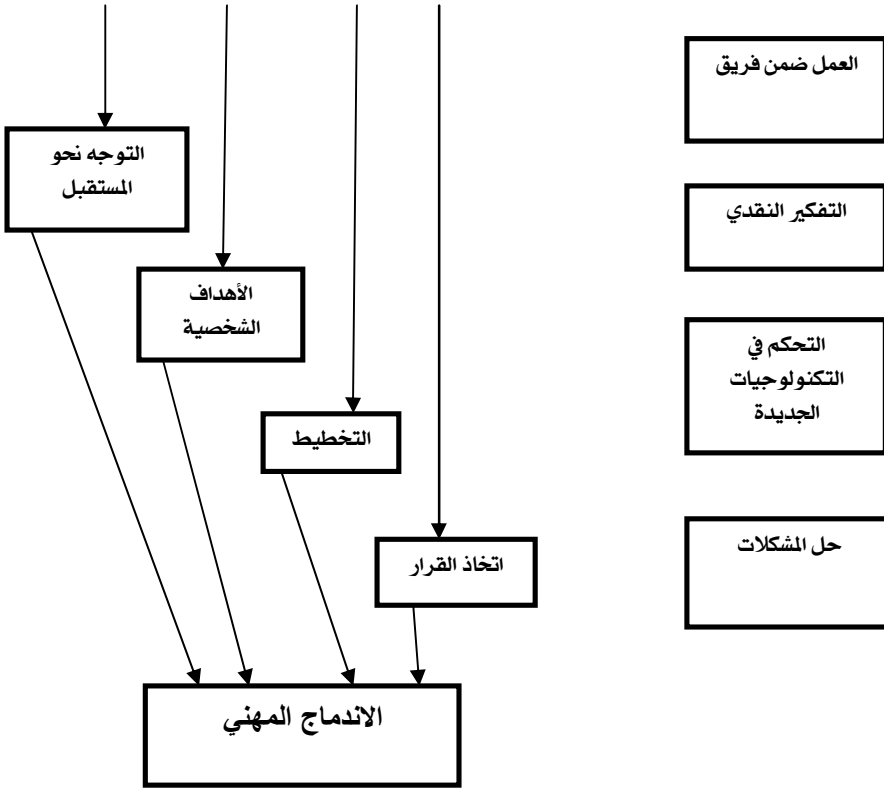 العمل ضمن فريق
التوجه نحو
المستقبل
التفكير النقدي
الأهداف
الشخصية
التحكم في
التكنولوجيات
الجديدة
التخطيط
حل المشكلات
اتخاذ القرار
الاندماج المهني